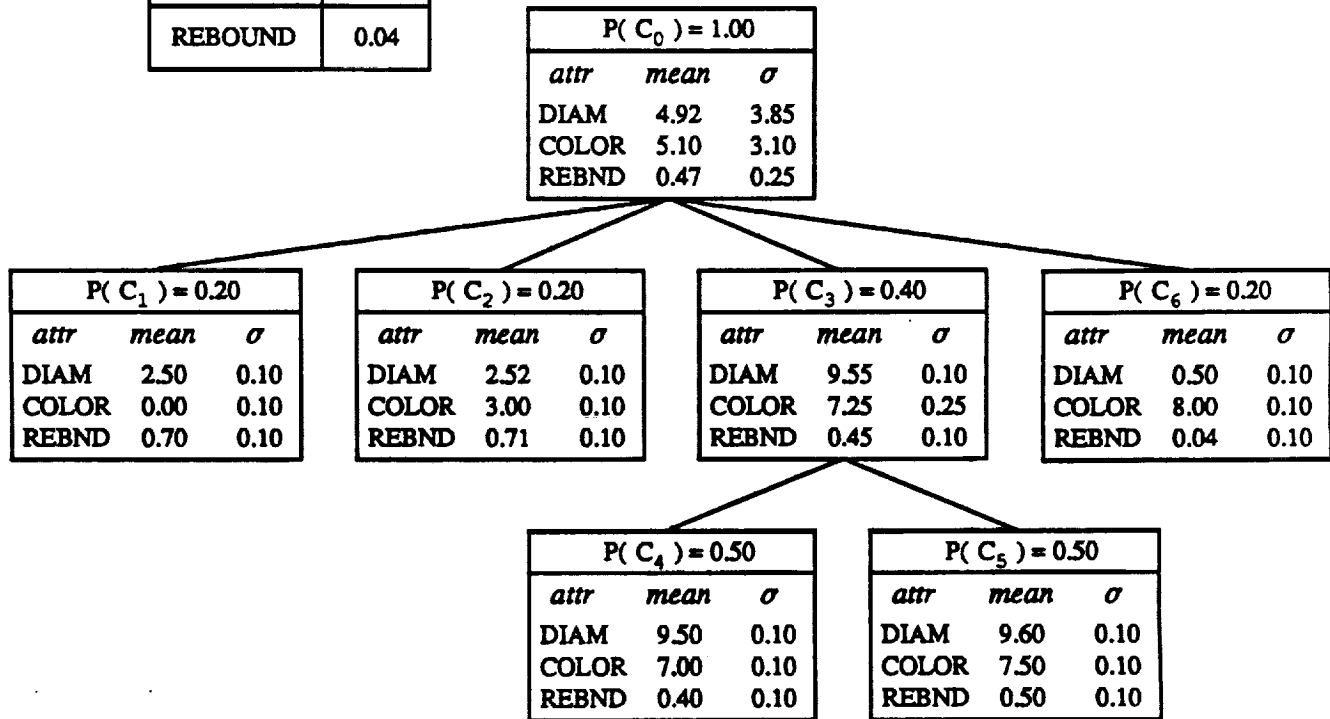 REBOUND 0.04
P( C₀ ) = 1.00
attr mean σ
DIAM 4.92 3.85
COLOR 5.10 3.10
REBND 0.47 0.25
P( C₁ ) = 0.20
attr mean σ
DIAM 2.50 0.10
COLOR 0.00 0.10
REBND 0.70 0.10
P( C₂ ) = 0.20
attr mean σ
DIAM 2.52 0.10
COLOR 3.00 0.10
REBND 0.71 0.10
P( C₃ ) = 0.40
attr mean σ
DIAM 9.55 0.10
COLOR 7.25 0.25
REBND 0.45 0.10
P( C₆ ) = 0.20
attr mean σ
DIAM 0.50 0.10
COLOR 8.00 0.10
REBND 0.04 0.10
P( C₄ ) = 0.50
attr mean σ
DIAM 9.50 0.10
COLOR 7.00 0.10
REBND 0.40 0.10
P( C₅ ) = 0.50
attr mean σ
DIAM 9.60 0.10
COLOR 7.50 0.10
REBND 0.50 0.10